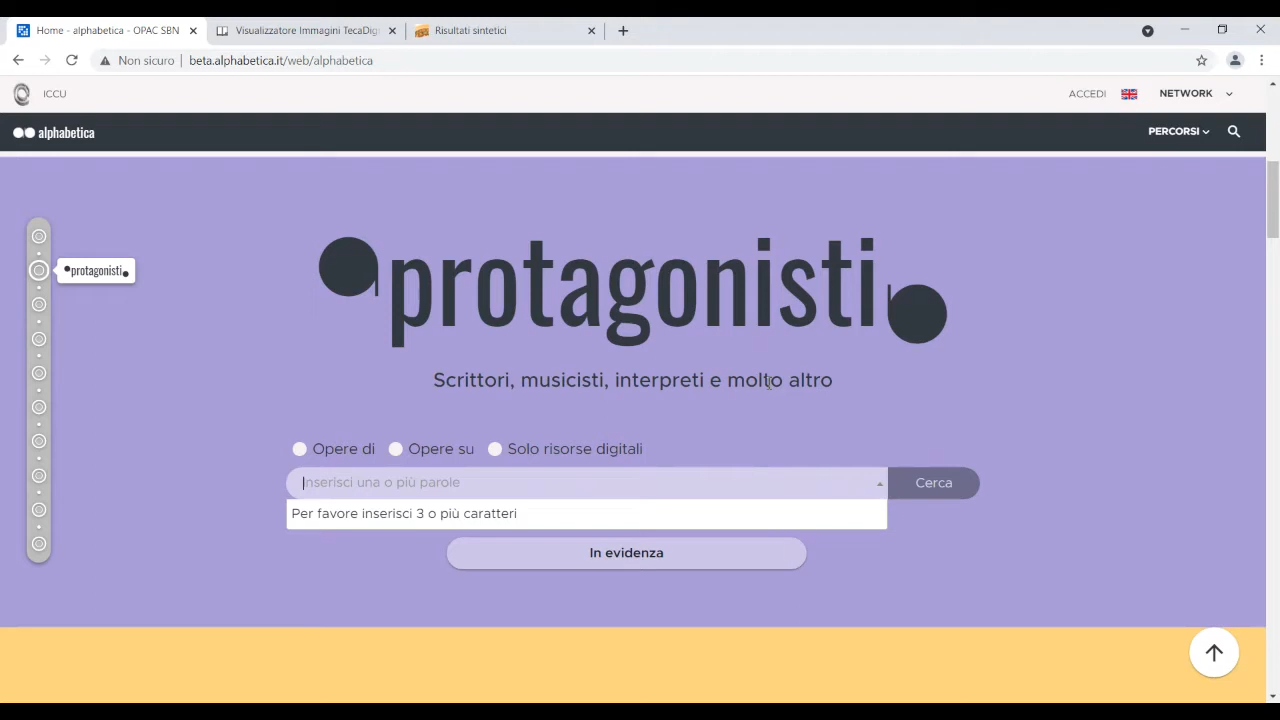 Home - alphabetica - OPAC SBN
Visualizzatore Immagini TecaDig
Risultati sintetici
Non sicuro
beta.alphabetica.it/web/alphabetica
ICCU
ACCEDI
NETWORK
alphabetica
PERCORSI
protagonisti
protagonisti
Scrittori, musicisti, interpreti e molto altro
Opere di
Opere su
Solo risorse digitali
Inserisci una o più parole
Cerca
Per favore inserisci 3 o più caratteri
In evidenza